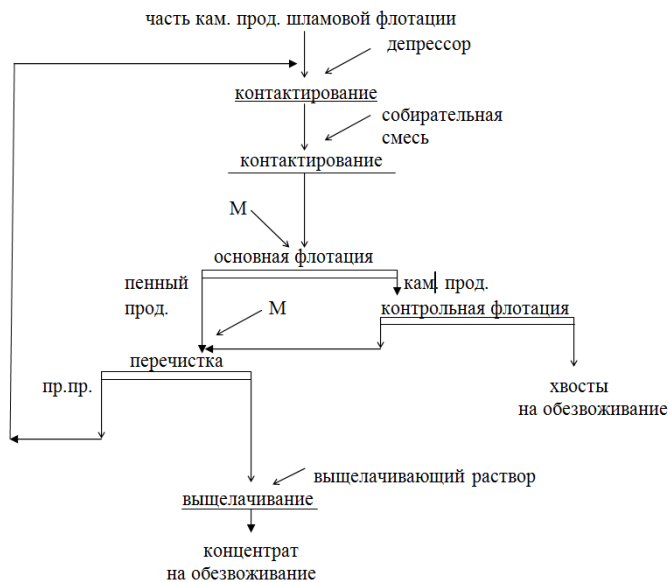 часть кам. прод. шламовой флотации
депрессор
контактирование
собирательная
смесь
контактирование
М
основная флотация
пенный
прод.
кам. прод.
М
контрольная флотация
перечистка
пр.пр.
хвосты
на обезвоживание
выщелачивающий раствор
выщелачивание
концентрат
на обезвоживание